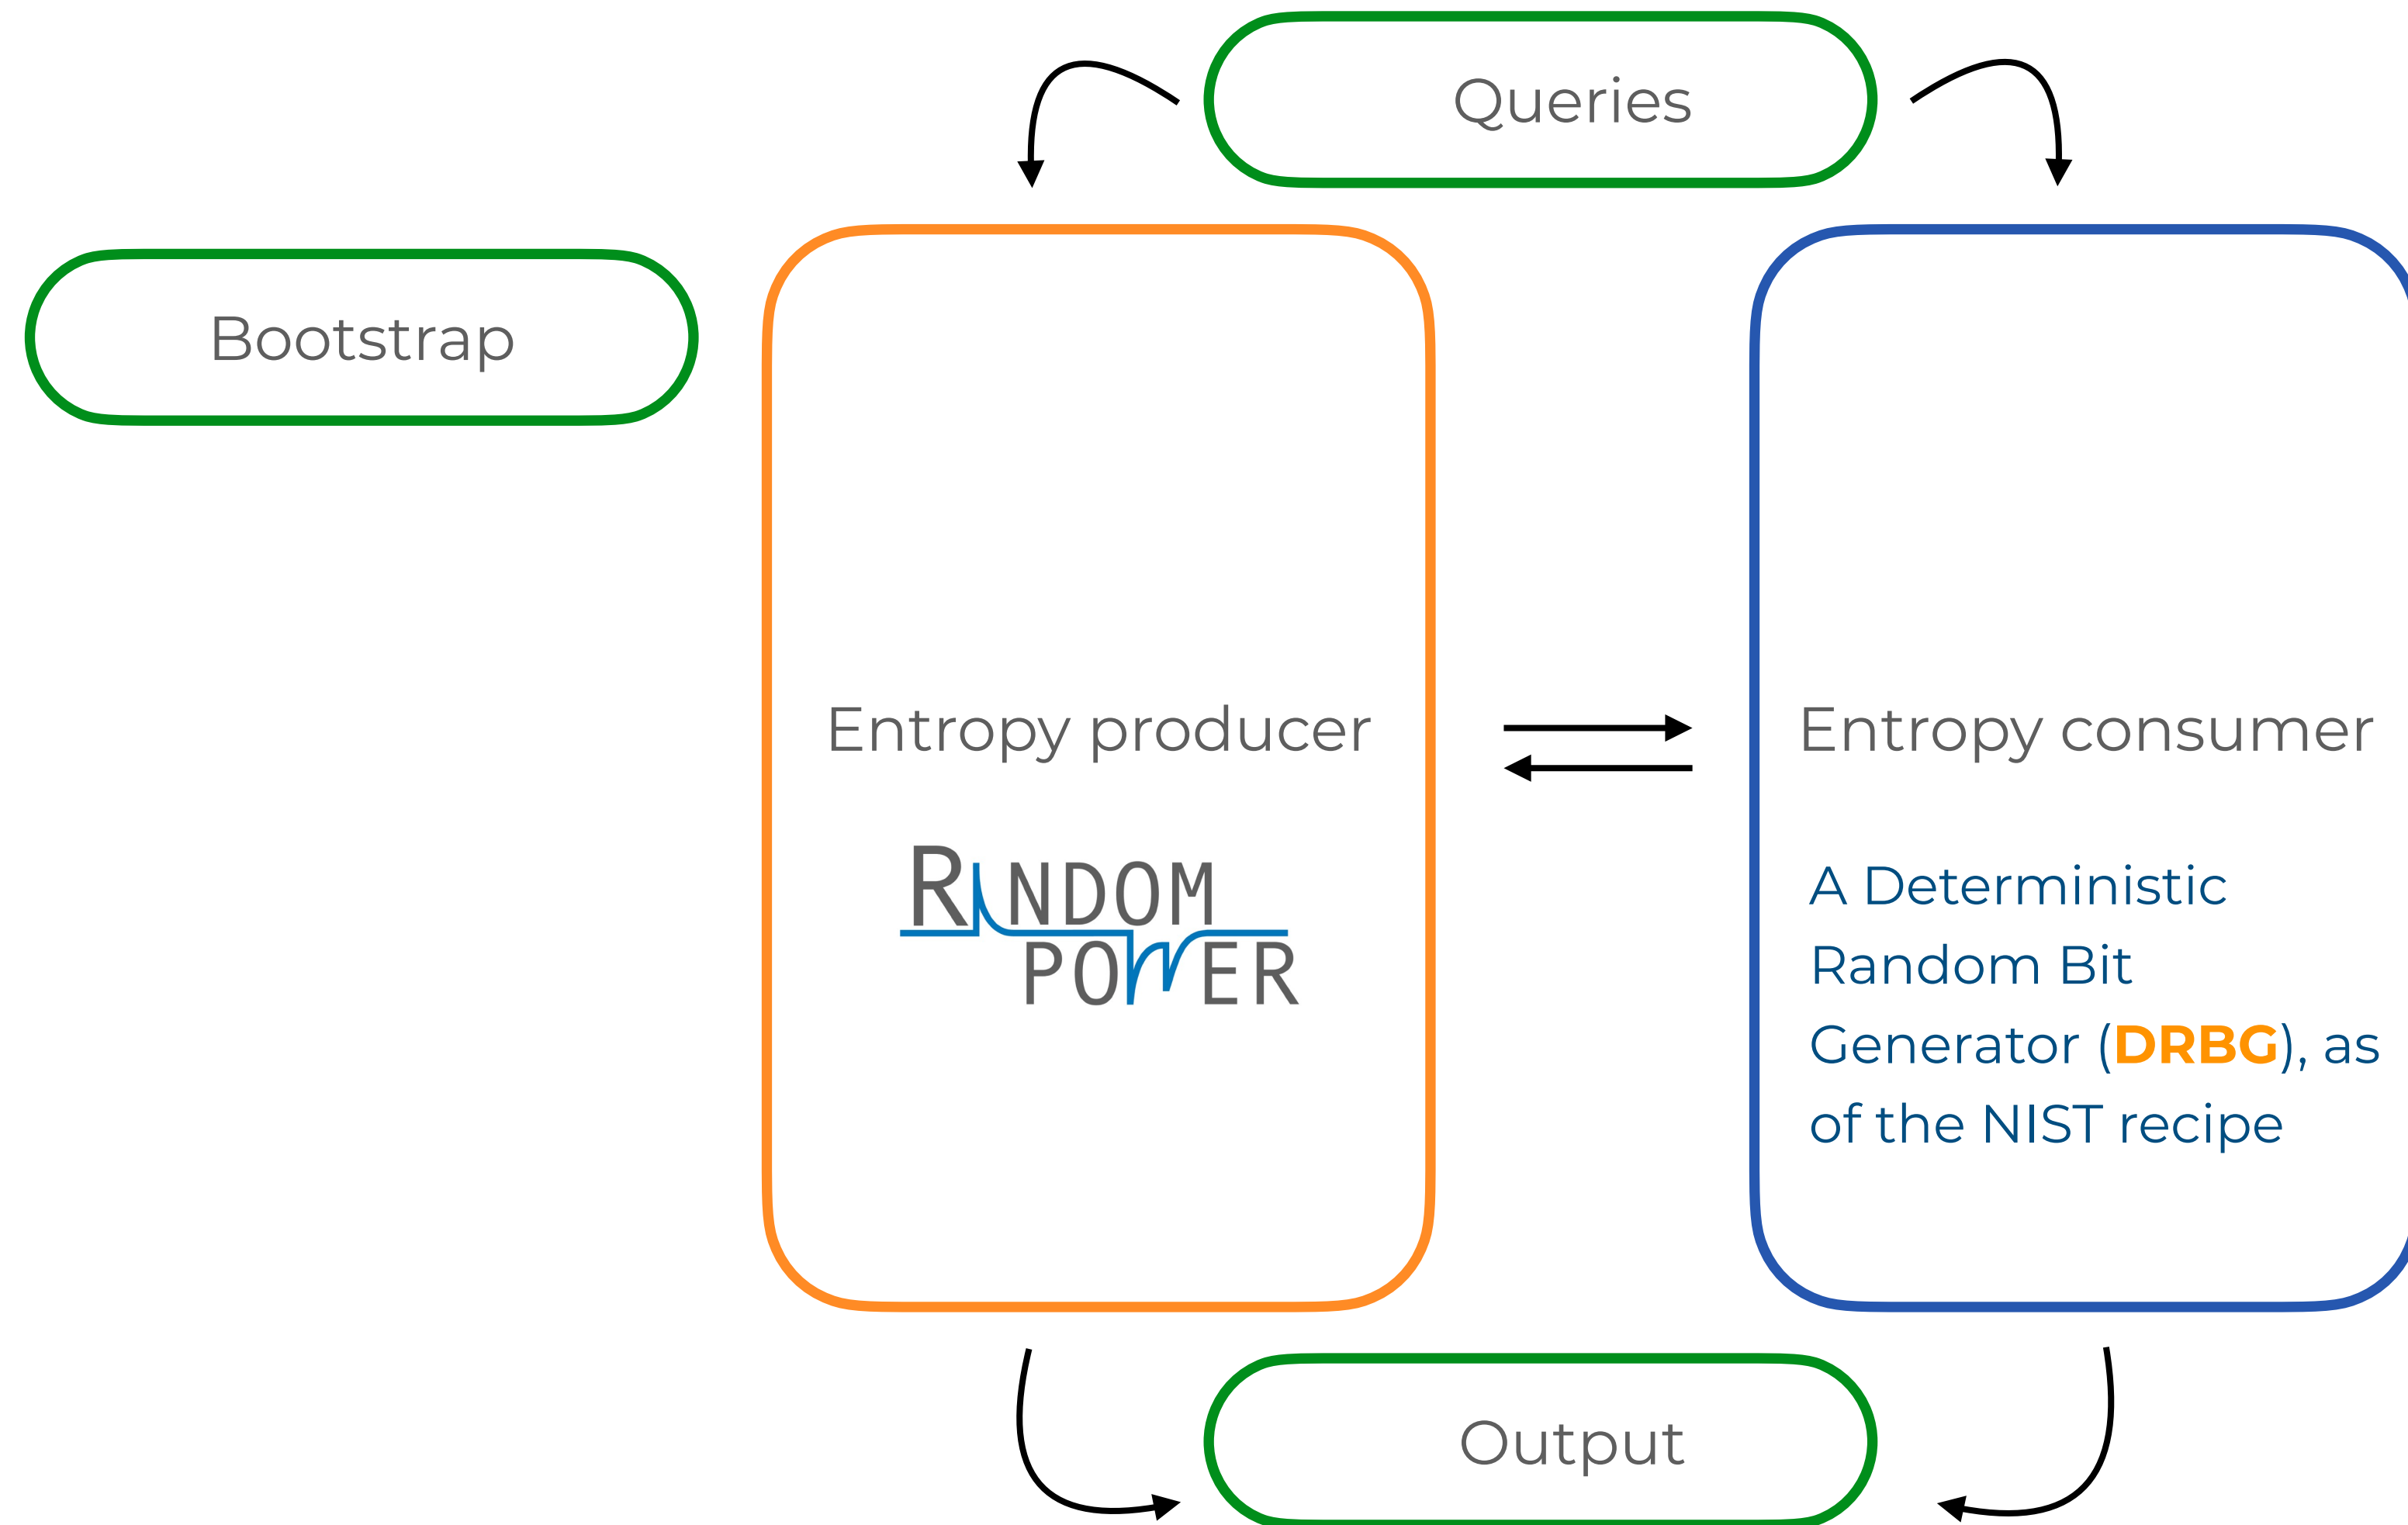 Queries
Bootstrap
Entropy producer
RANDOM
POWER
Entropy consumer
A Deterministic
Random Bit
Generator (DRBG), as
of the NIST recipe
Output